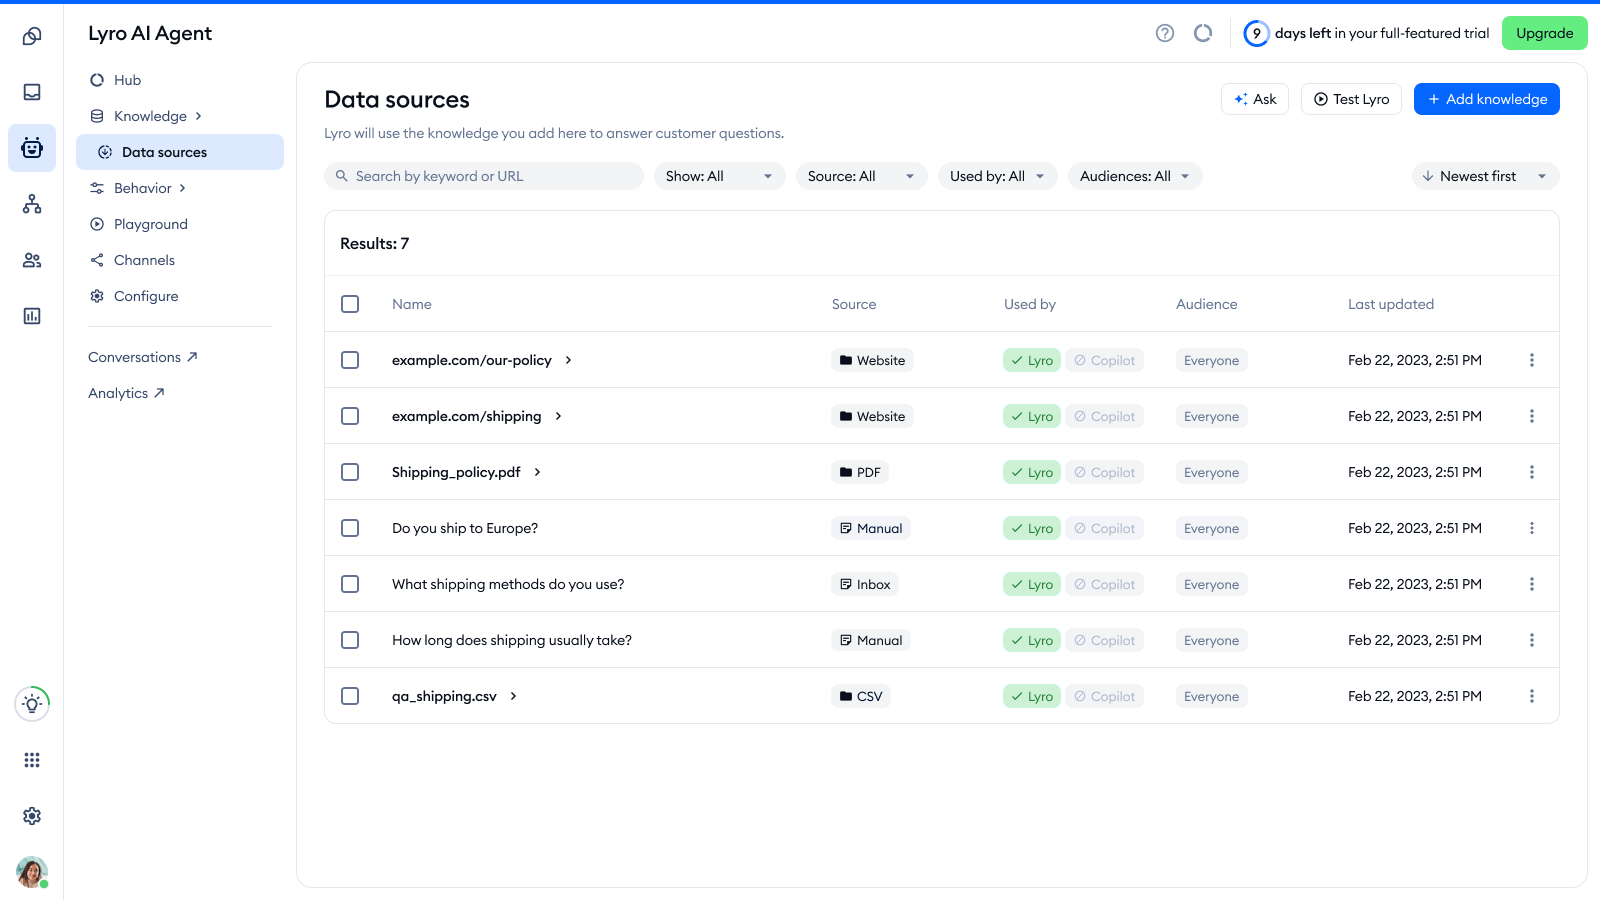 Lyro AI Agent
9 days left in your full-featured trial
Upgrade
Hub
Knowledge
Data sources
Behavior
Playground
Channels
Configure
Conversations
Analytics
Data sources
Ask
Test Lyro
Add knowledge
Lyro will use the knowledge you add here to answer customer questions.
Search by keyword or URL
Show: All
Source: All
Used by: All
Audiences: All
Newest first
Results: 7
Name Source Used by Audience Last updated
example.com/our-policy Website Lyro Copilot Everyone Feb 22, 2023, 2:51 PM
example.com/shipping Website Lyro Copilot Everyone Feb 22, 2023, 2:51 PM
Shipping_policy.pdf PDF Lyro Copilot Everyone Feb 22, 2023, 2:51 PM
Do you ship to Europe? Manual Lyro Copilot Everyone Feb 22, 2023, 2:51 PM
What shipping methods do you use? Inbox Lyro Copilot Everyone Feb 22, 2023, 2:51 PM
How long does shipping usually take? Manual Lyro Copilot Everyone Feb 22, 2023, 2:51 PM
qa_shipping.csv CSV Lyro Copilot Everyone Feb 22, 2023, 2:51 PM